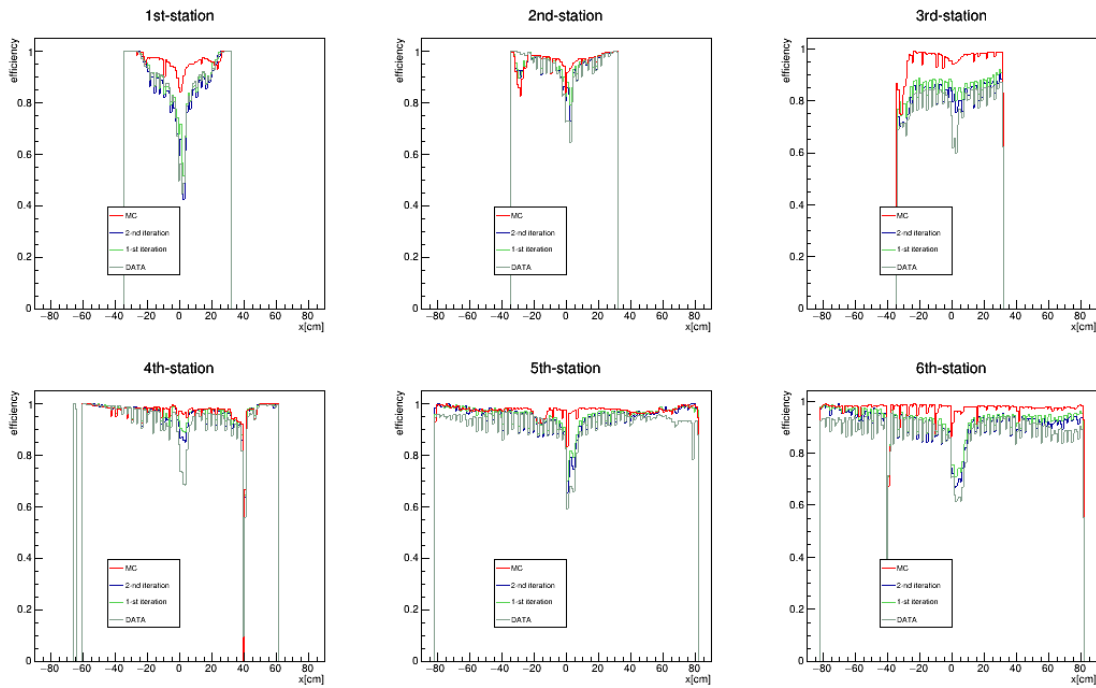 1st-station
efficiency
1
0.8
0.6
0.4
0.2
0
−80 −60 −40 −20 0 20 40 60 80
x[cm]
MC
2-nd iteration
1-st iteration
DATA
2nd-station
efficiency
1
0.8
0.6
0.4
0.2
0
−80 −60 −40 −20 0 20 40 60 80
x[cm]
MC
2-nd iteration
1-st iteration
DATA
3rd-station
efficiency
1
0.8
0.6
0.4
0.2
0
−80 −60 −40 −20 0 20 40 60 80
x[cm]
MC
2-nd iteration
1-st iteration
DATA
4th-station
efficiency
1
0.8
0.6
0.4
0.2
0
−80 −60 −40 −20 0 20 40 60 80
x[cm]
MC
2-nd iteration
1-st iteration
DATA
5th-station
efficiency
1
0.8
0.6
0.4
0.2
0
−80 −60 −40 −20 0 20 40 60 80
x[cm]
MC
2-nd iteration
1-st iteration
DATA
6th-station
efficiency
1
0.8
0.6
0.4
0.2
0
−80 −60 −40 −20 0 20 40 60 80
x[cm]
MC
2-nd iteration
1-st iteration
DATA